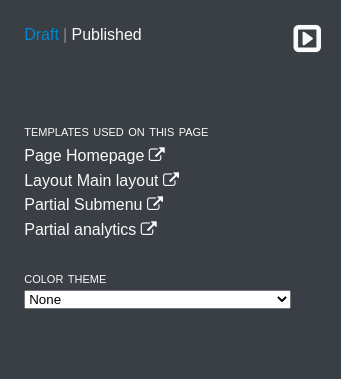 Draft | Published
TEMPLATES USED ON THIS PAGE
Page Homepage
Layout Main layout
Partial Submenu
Partial analytics
COLOR THEME
None